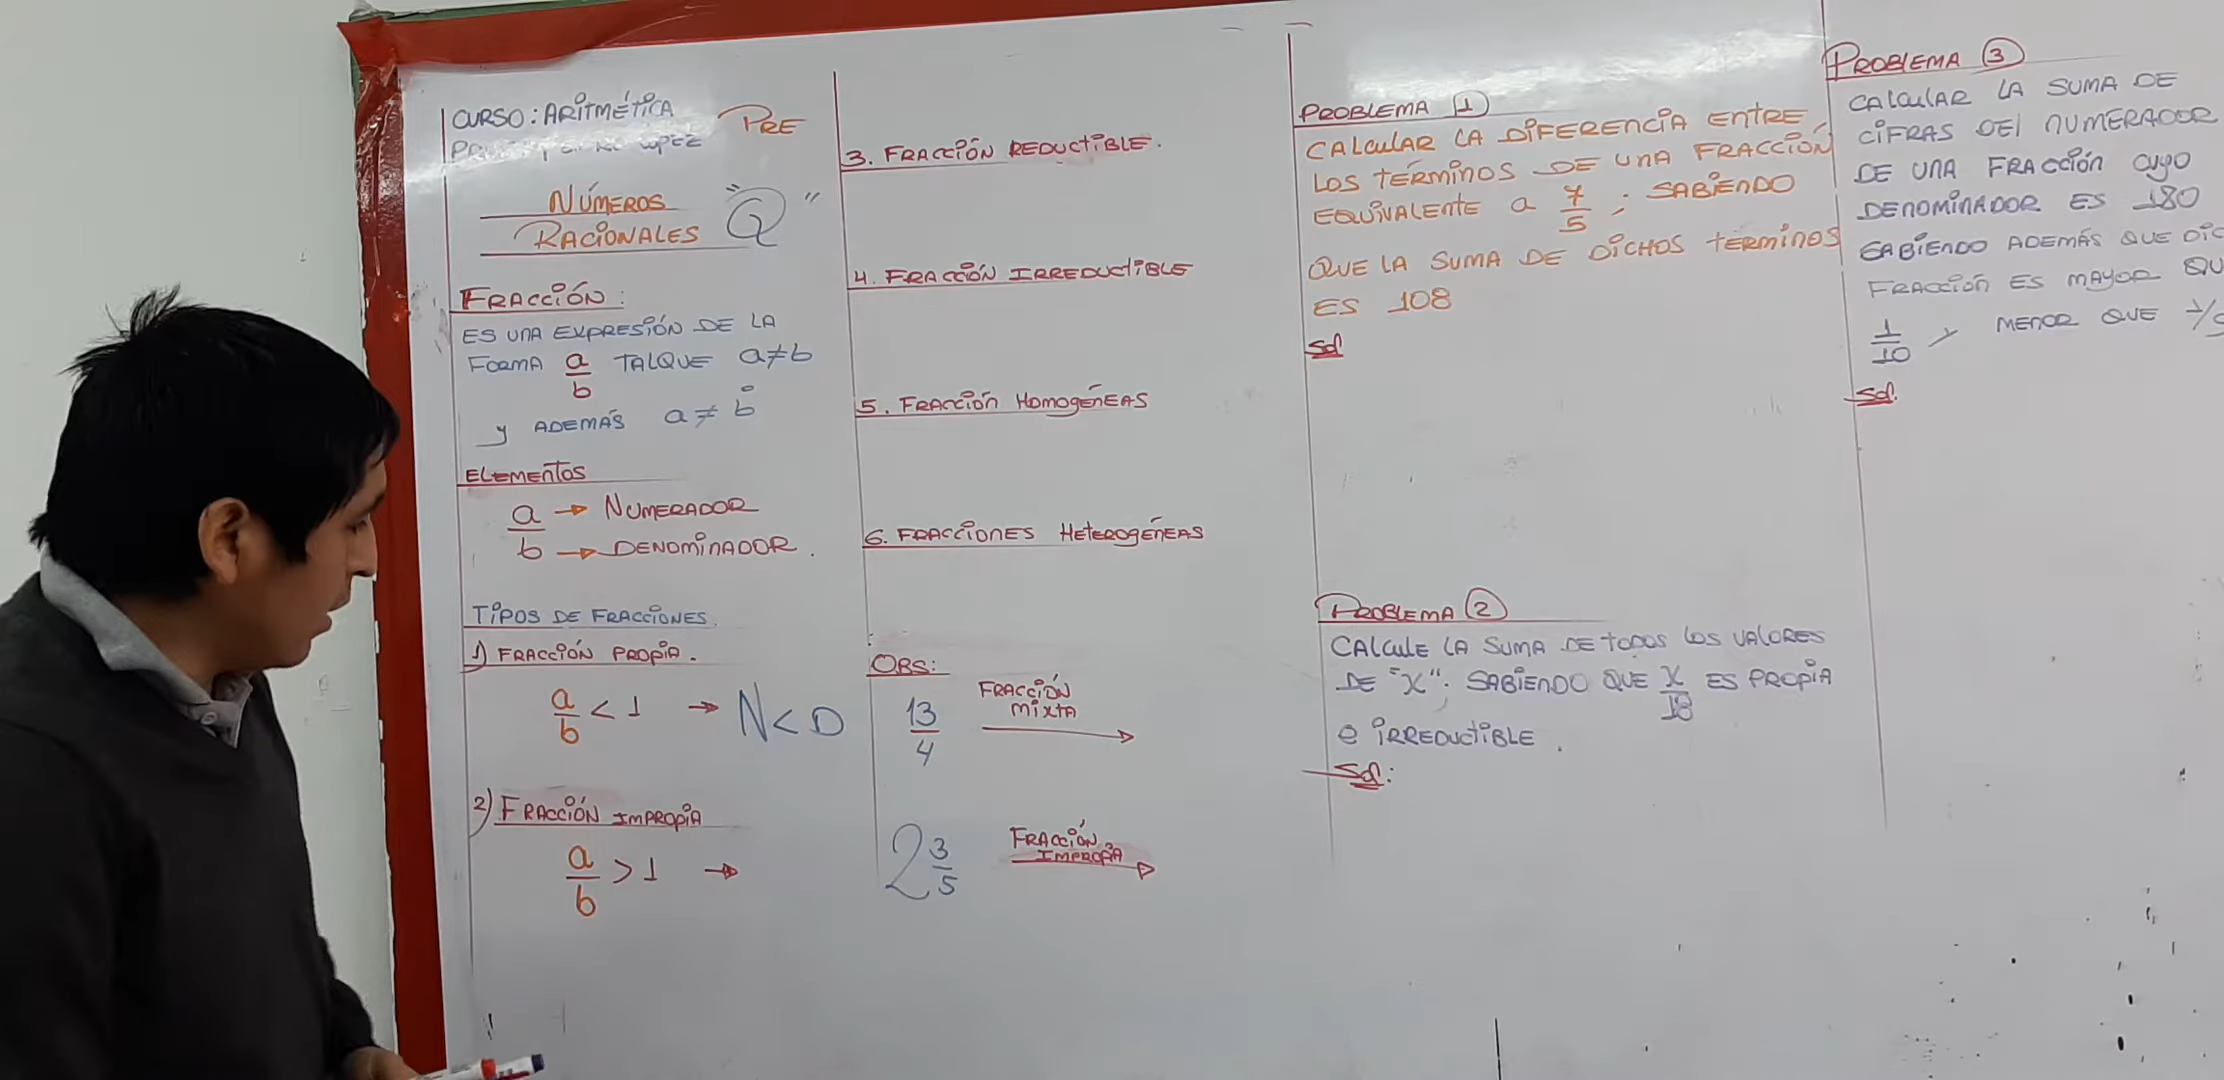 CURSO: ARITMÉTICA
PRE
NÚMEROS
RACIONALES "Q"
FRACCIÓN:
ES UNA EXPRESIÓN DE LA
FORMA a/b TALQUE a≠b
y ADEMÁS a ≠ b̊
ELEMENTOS
a → NUMERADOR
b → DENOMINADOR.
TIPOS DE FRACCIONES.
1) FRACCIÓN PROPIA.
a/b < 1 → N<D
2) FRACCIÓN IMPROPIA
a/b > 1 →
3. FRACCIÓN REDUCTIBLE.
4. FRACCIÓN IRREDUCTIBLE
5. FRACCIÓN HOMOGÉNEAS
6. FRACCIONES HETEROGÉNEAS
OBS:
13/4 FRACCIÓN
MIXTA →
2 3/5 FRACCIÓN
IMPROPIA →
PROBLEMA 1
CALCULAR LA DIFERENCIA ENTRE
LOS TÉRMINOS DE UNA FRACCIÓN
EQUIVALENTE a 7/5; SABIENDO
QUE LA SUMA DE DICHOS TERMINOS
ES 108
Sol
PROBLEMA 2
CALCULE LA SUMA DE TODOS LOS VALORES
DE "X"; SABIENDO QUE X/18 ES PROPIA
e IRREDUCTIBLE.
Sol:
PROBLEMA 3
CALCULAR LA SUMA DE
CIFRAS DEl NUMERADOR
DE UNA FRACCIÓN CUYO
DENOMINADOR ES 180
SABIENDO ADEMÁS QUE DIC
FRACCIÓN ES MAYOR QU
1/10 y MENOR QUE
Sol.